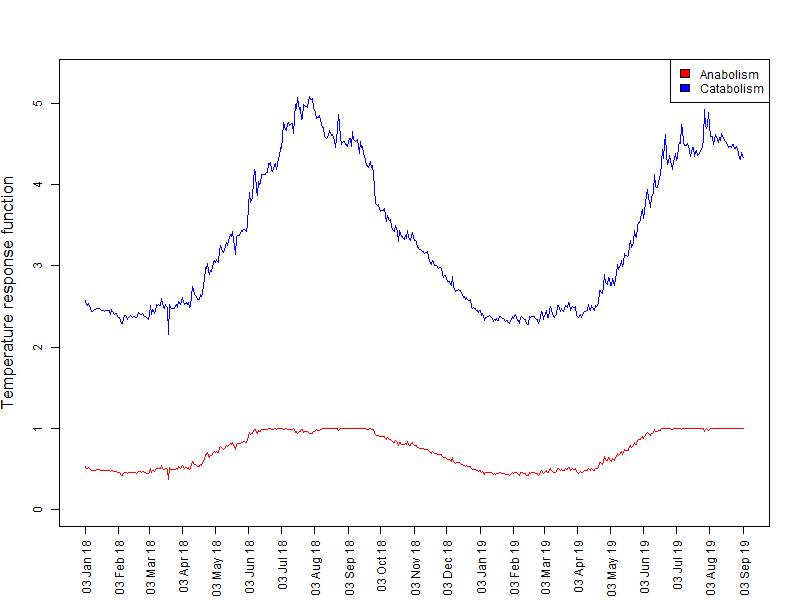 Anabolism
Catabolism
Temperature response function
5
4
3
2
1
0
03 Jan 18
03 Feb 18
03 Mar 18
03 Apr 18
03 May 18
03 Jun 18
03 Jul 18
03 Aug 18
03 Sep 18
03 Oct 18
03 Nov 18
03 Dec 18
03 Jan 19
03 Feb 19
03 Mar 19
03 Apr 19
03 May 19
03 Jun 19
03 Jul 19
03 Aug 19
03 Sep 19